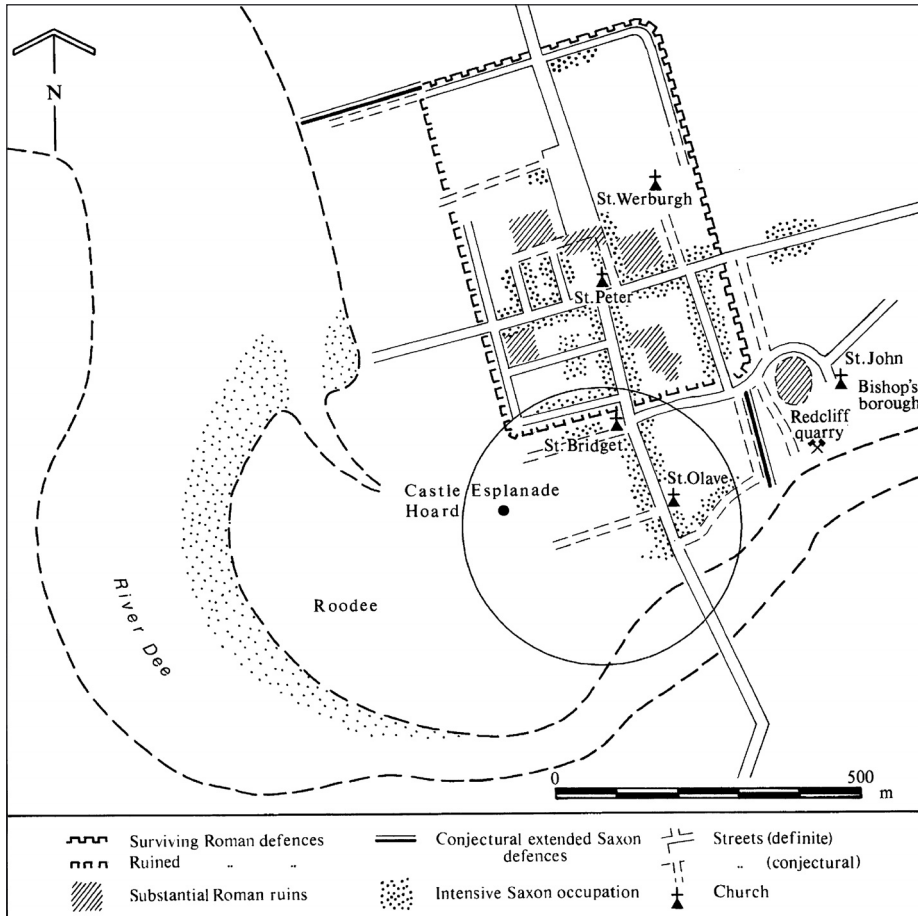 N
St.Werburgh
St.Peter
St.John
Bishop's
borough
Redcliff
quarry
St.Bridget
St.Olave
Castle Esplanade
Hoard
Roodee
River Dee
0 500
m
Surviving Roman defences
Ruined " "
Substantial Roman ruins
Conjectural extended Saxon
defences
Intensive Saxon occupation
Streets (definite)
" (conjectural)
Church